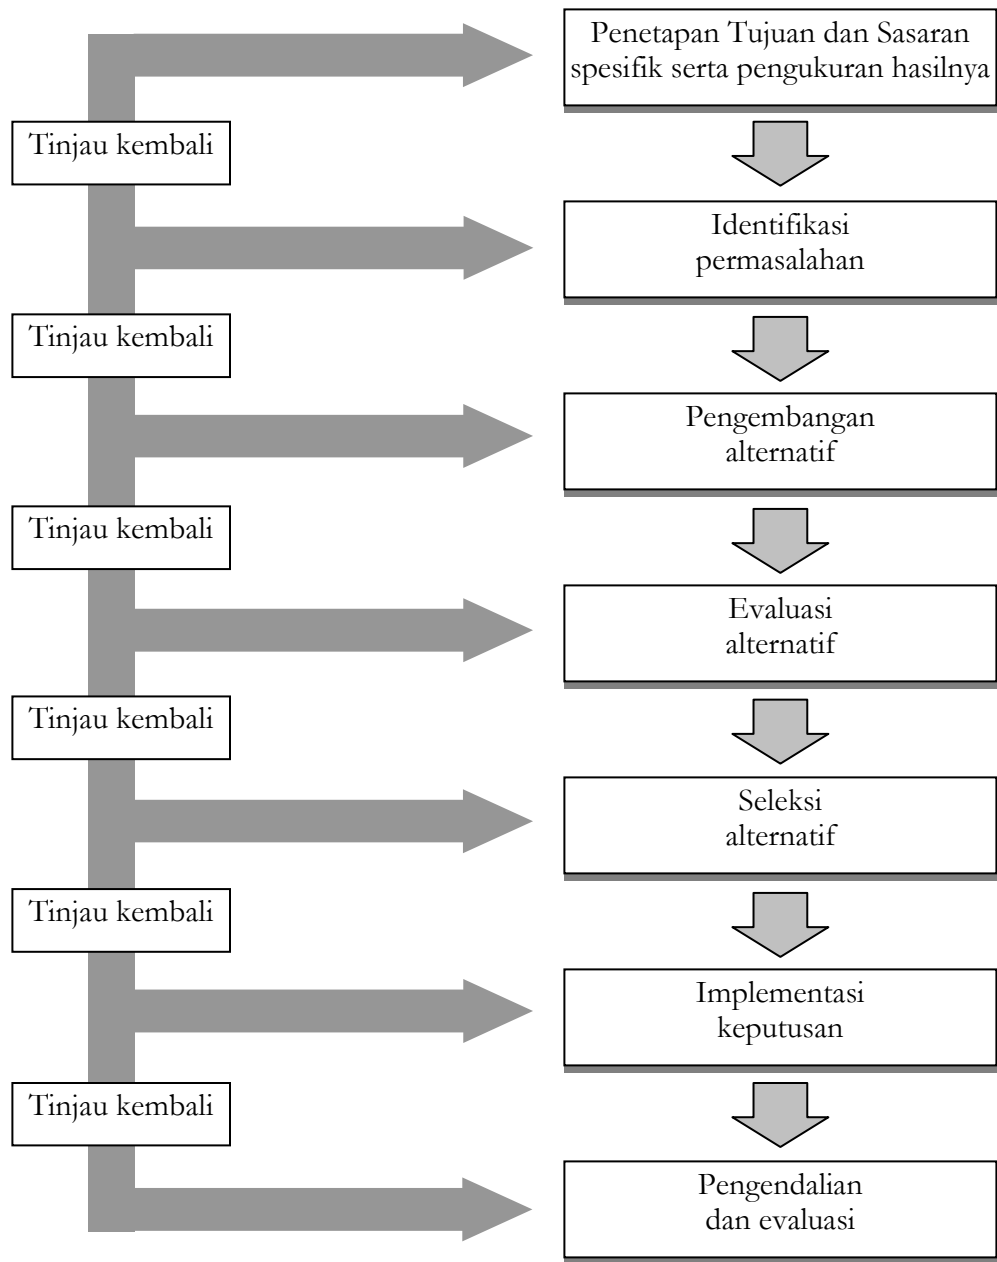 Penetapan Tujuan dan Sasaran
spesifik serta pengukuran hasilnya
Tinjau kembali
Identifikasi
permasalahan
Tinjau kembali
Pengembangan
alternatif
Tinjau kembali
Evaluasi
alternatif
Tinjau kembali
Seleksi
alternatif
Tinjau kembali
Implementasi
keputusan
Tinjau kembali
Pengendalian
dan evaluasi